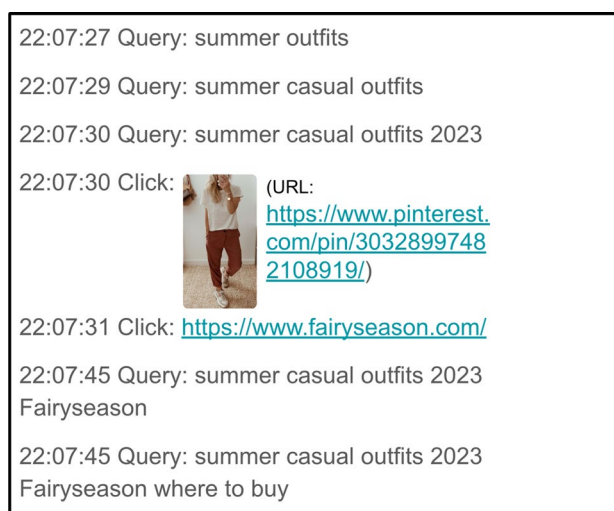 22:07:27 Query: summer outfits
22:07:29 Query: summer casual outfits
22:07:30 Query: summer casual outfits 2023
22:07:30 Click:
(URL:
https://www.pinterest.
com/pin/3032899748
2108919/)
22:07:31 Click: https://www.fairyseason.com/
22:07:45 Query: summer casual outfits 2023
Fairyseason
22:07:45 Query: summer casual outfits 2023
Fairyseason where to buy